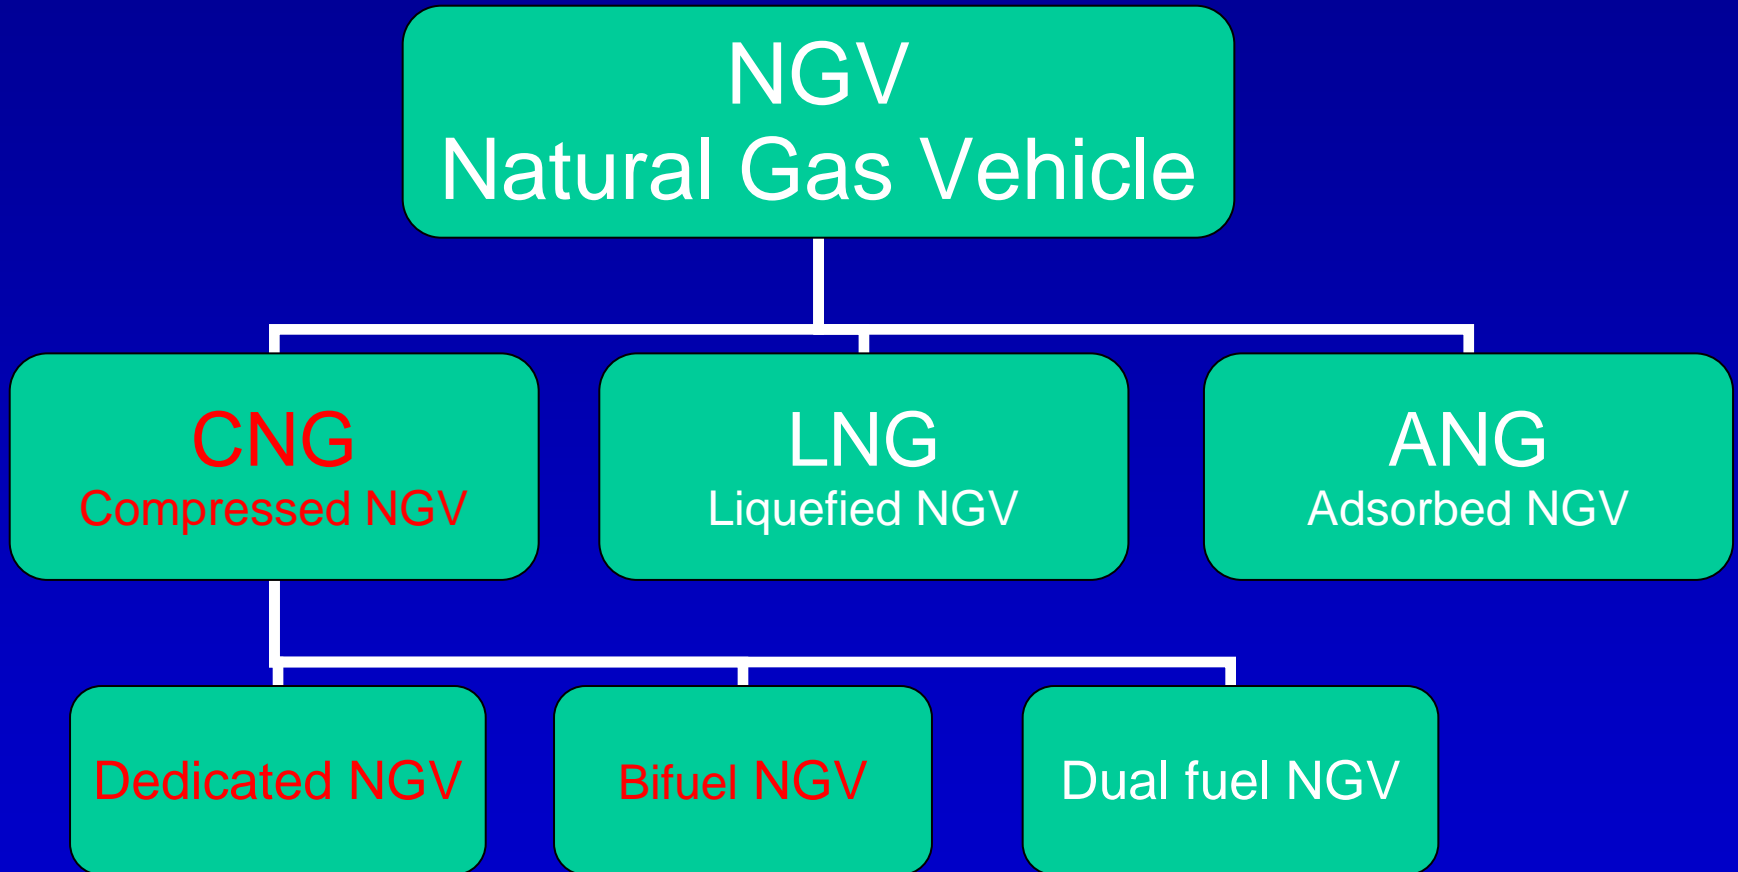 NGV
Natural Gas Vehicle
CNG
Compressed NGV
LNG
Liquefied NGV
ANG
Adsorbed NGV
Dedicated NGV
Bifuel NGV
Dual fuel NGV